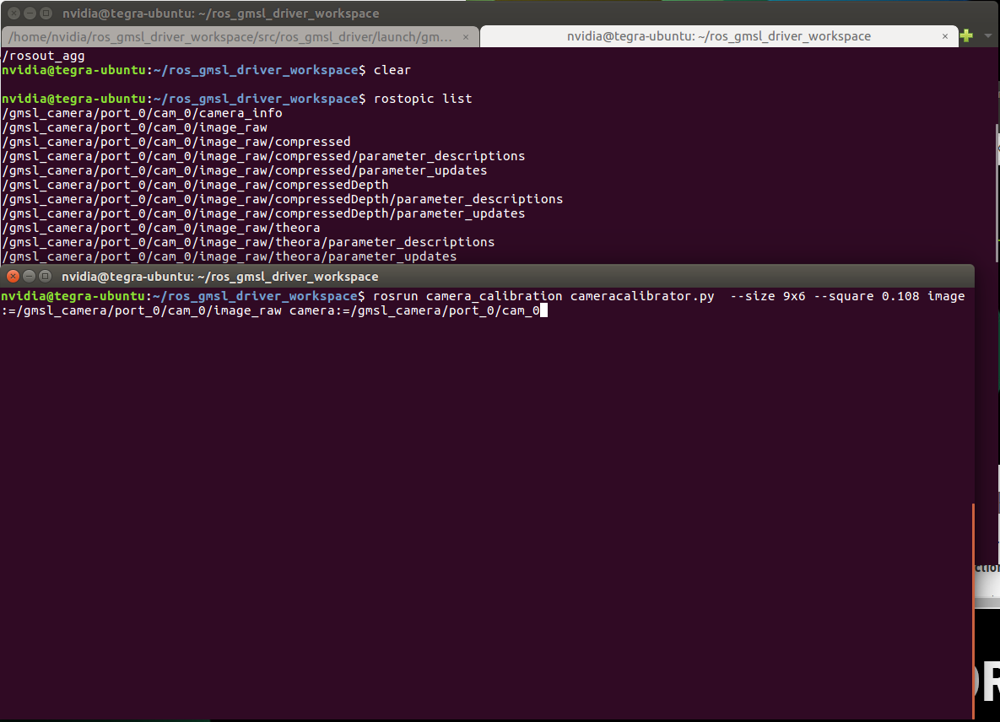 nvidia@tegra-ubuntu: ~/ros_gmsl_driver_workspace
/home/nvidia/ros_gmsl_driver_workspace/src/ros_gmsl_driver/launch/gm... ×
nvidia@tegra-ubuntu: ~/ros_gmsl_driver_workspace ×
/rosout_agg
nvidia@tegra-ubuntu:~/ros_gmsl_driver_workspace$ clear
nvidia@tegra-ubuntu:~/ros_gmsl_driver_workspace$ rostopic list
/gmsl_camera/port_0/cam_0/camera_info
/gmsl_camera/port_0/cam_0/image_raw
/gmsl_camera/port_0/cam_0/image_raw/compressed
/gmsl_camera/port_0/cam_0/image_raw/compressed/parameter_descriptions
/gmsl_camera/port_0/cam_0/image_raw/compressed/parameter_updates
/gmsl_camera/port_0/cam_0/image_raw/compressedDepth
/gmsl_camera/port_0/cam_0/image_raw/compressedDepth/parameter_descriptions
/gmsl_camera/port_0/cam_0/image_raw/compressedDepth/parameter_updates
/gmsl_camera/port_0/cam_0/image_raw/theora
/gmsl_camera/port_0/cam_0/image_raw/theora/parameter_descriptions
/gmsl_camera/port_0/cam_0/image_raw/theora/parameter_updates
nvidia@tegra-ubuntu: ~/ros_gmsl_driver_workspace
nvidia@tegra-ubuntu:~/ros_gmsl_driver_workspace$ rosrun camera_calibration cameracalibrator.py  --size 9x6 --square 0.108 image
:=/gmsl_camera/port_0/cam_0/image_raw camera:=/gmsl_camera/port_0/cam_0